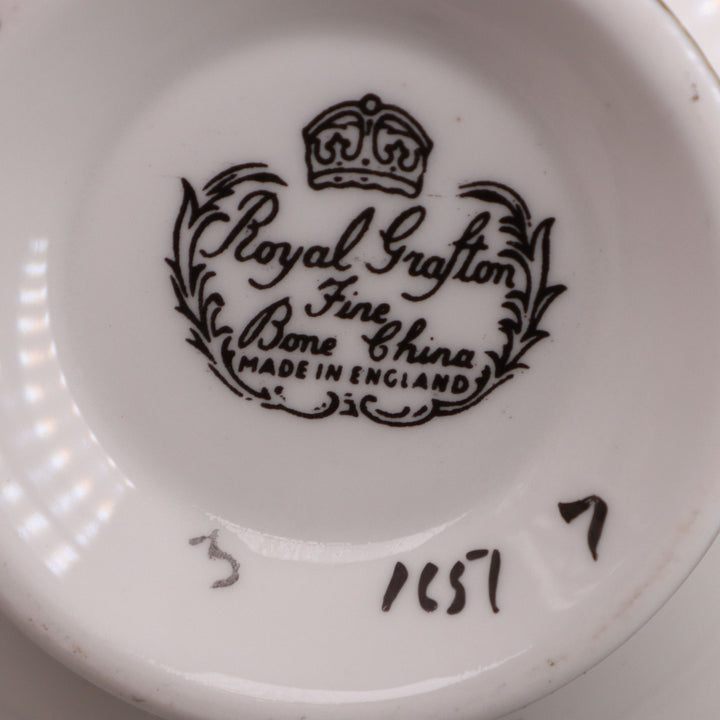 Royal Grafton
Fine
Bone China
MADE IN ENGLAND
3
1651
7